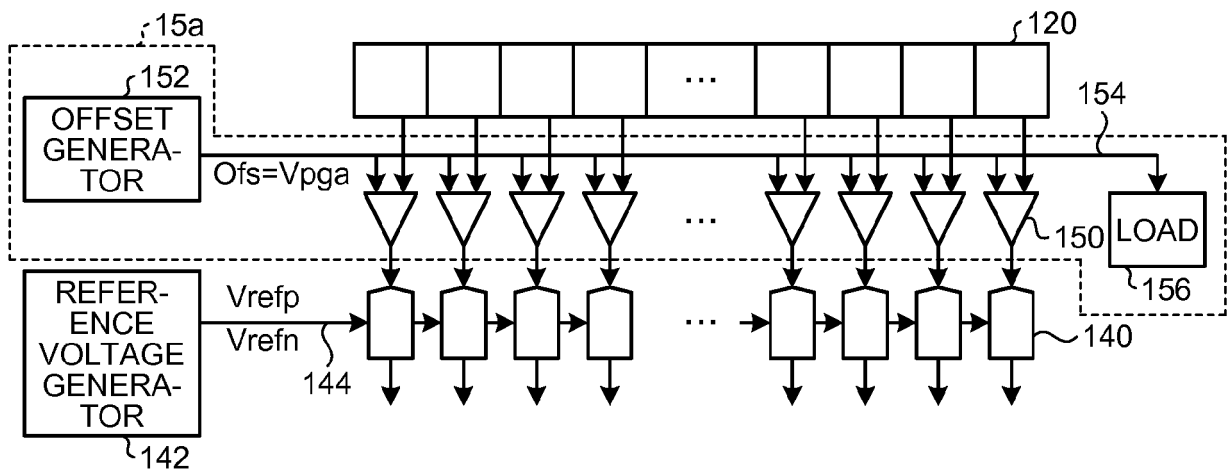 15a
120
152
...
154
OFFSET
GENERA-
TOR
Ofs=Vpga
...
150
LOAD
156
REFER-
ENCE
VOLTAGE
GENERA-
TOR
Vrefp
Vrefn
...
140
144
142